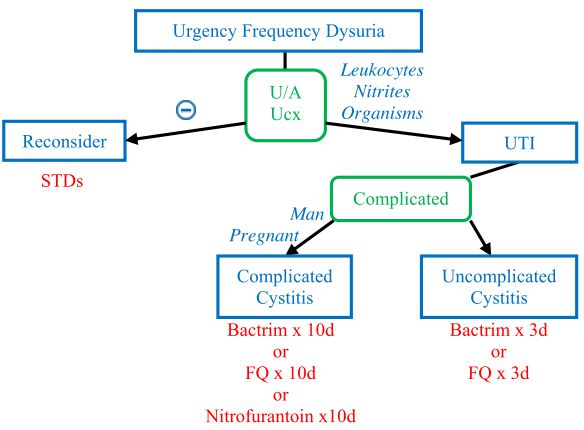 Urgency Frequency Dysuria
U/A
Ucx
Leukocytes
Nitrites
Organisms
Reconsider
STDs
UTI
Complicated
Man
Pregnant
Complicated
Cystitis
Bactrim x 10d
or
FQ x 10d
or
Nitrofurantoin x10d
Uncomplicated
Cystitis
Bactrim x 3d
or
FQ x 3d